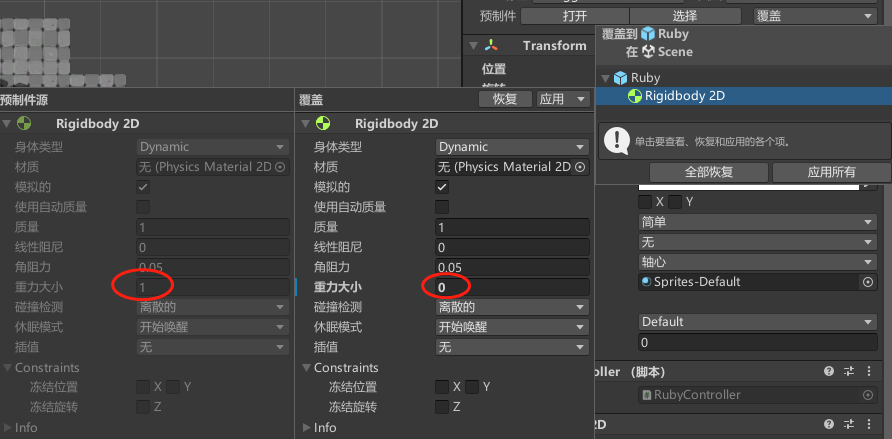 预制件 打开 选择 覆盖
Transform
位置
覆盖到 Ruby
在 Scene
Ruby
Rigidbody 2D
单击要查看、恢复和应用的各个项。
全部恢复 应用所有
预制件源
Rigidbody 2D
身体类型 Dynamic
材质 无 (Physics Material 2D
模拟的
使用自动质量
质量 1
线性阻尼 0
角阻力 0.05
重力大小 1
碰撞检测 离散的
休眠模式 开始唤醒
插值 无
Constraints
冻结位置 X Y
冻结旋转 Z
Info
覆盖 恢复 应用
Rigidbody 2D
身体类型 Dynamic
材质 无 (Physics Material 2D
模拟的
使用自动质量
质量 1
线性阻尼 0
角阻力 0.05
重力大小 0
碰撞检测 离散的
休眠模式 开始唤醒
插值 无
Constraints
冻结位置 X Y
冻结旋转 Z
Info
X Y
简单
无
轴心
Sprites-Default
Default
0
oller （脚本）
RubyController
2D